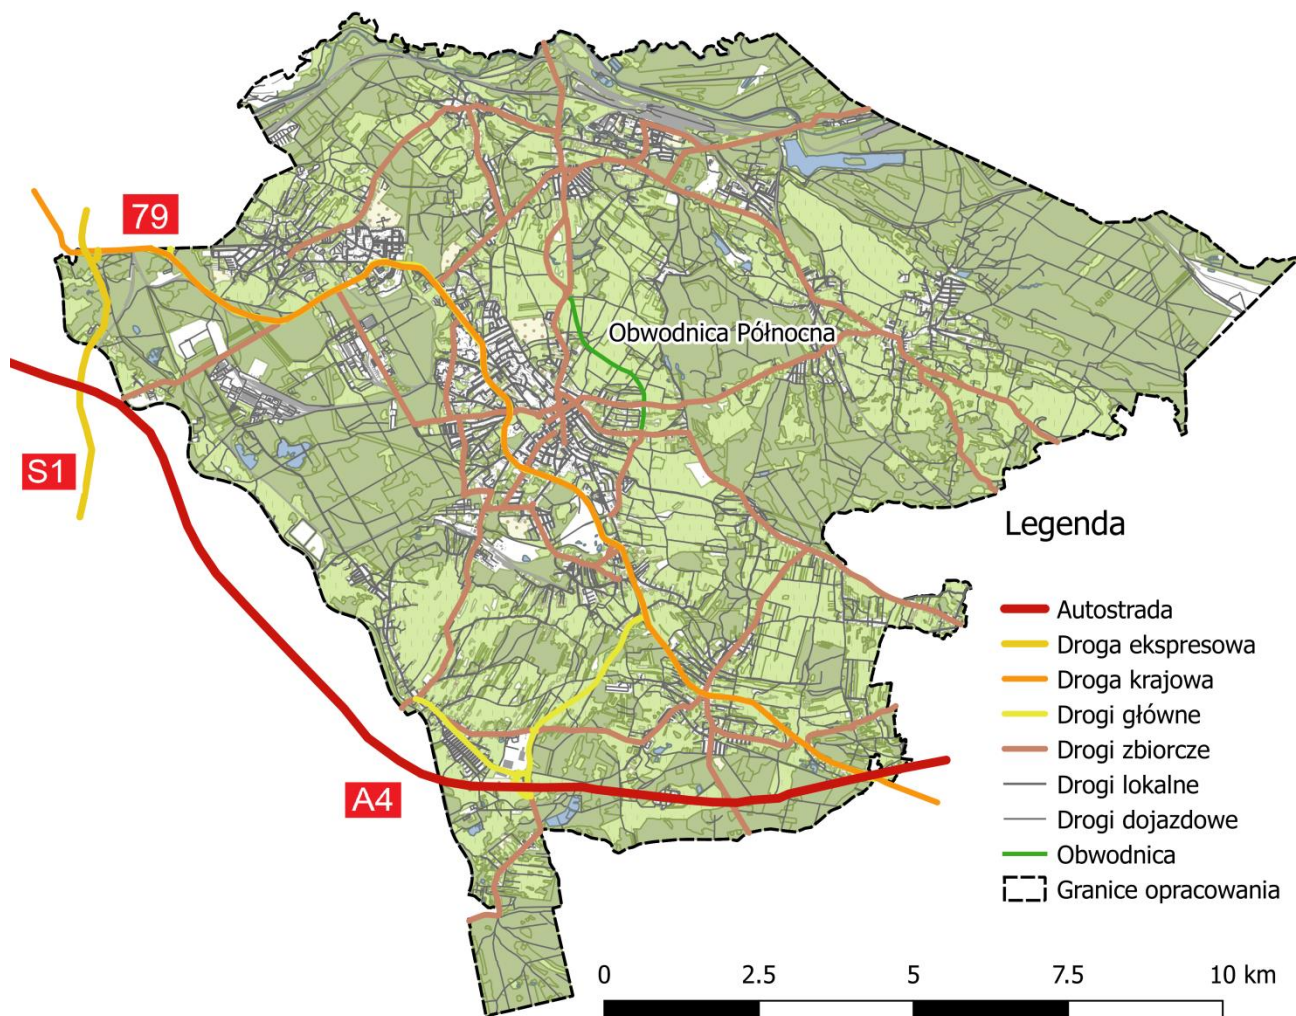 79
Obwodnica Północna
S1
A4
Legenda
Autostrada
Droga ekspresowa
Droga krajowa
Drogi główne
Drogi zbiorcze
Drogi lokalne
Drogi dojazdowe
Obwodnica
Granice opracowania
0 2.5 5 7.5 10 km